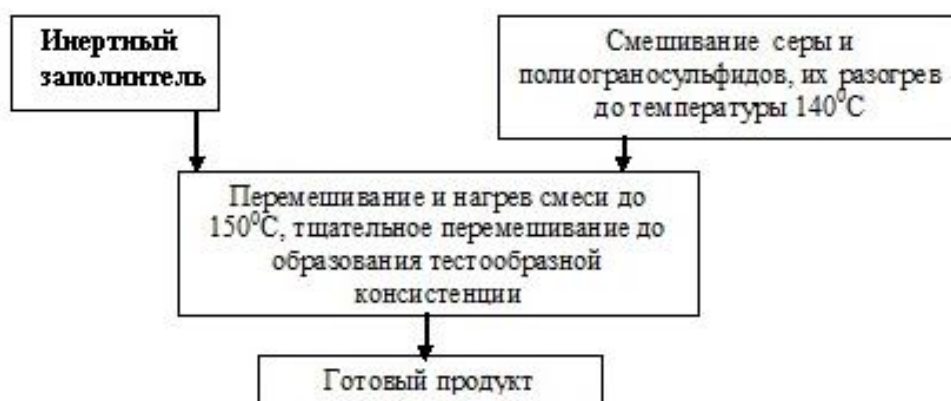 Инертный
заполнитель
Смешивание серы и
полиограносульфидов, их разогрев
до температуры 140⁰С
Перемешивание и нагрев смеси до
150⁰С, тщательное перемешивание до
образования тестообразной
консистенции
Готовый продукт